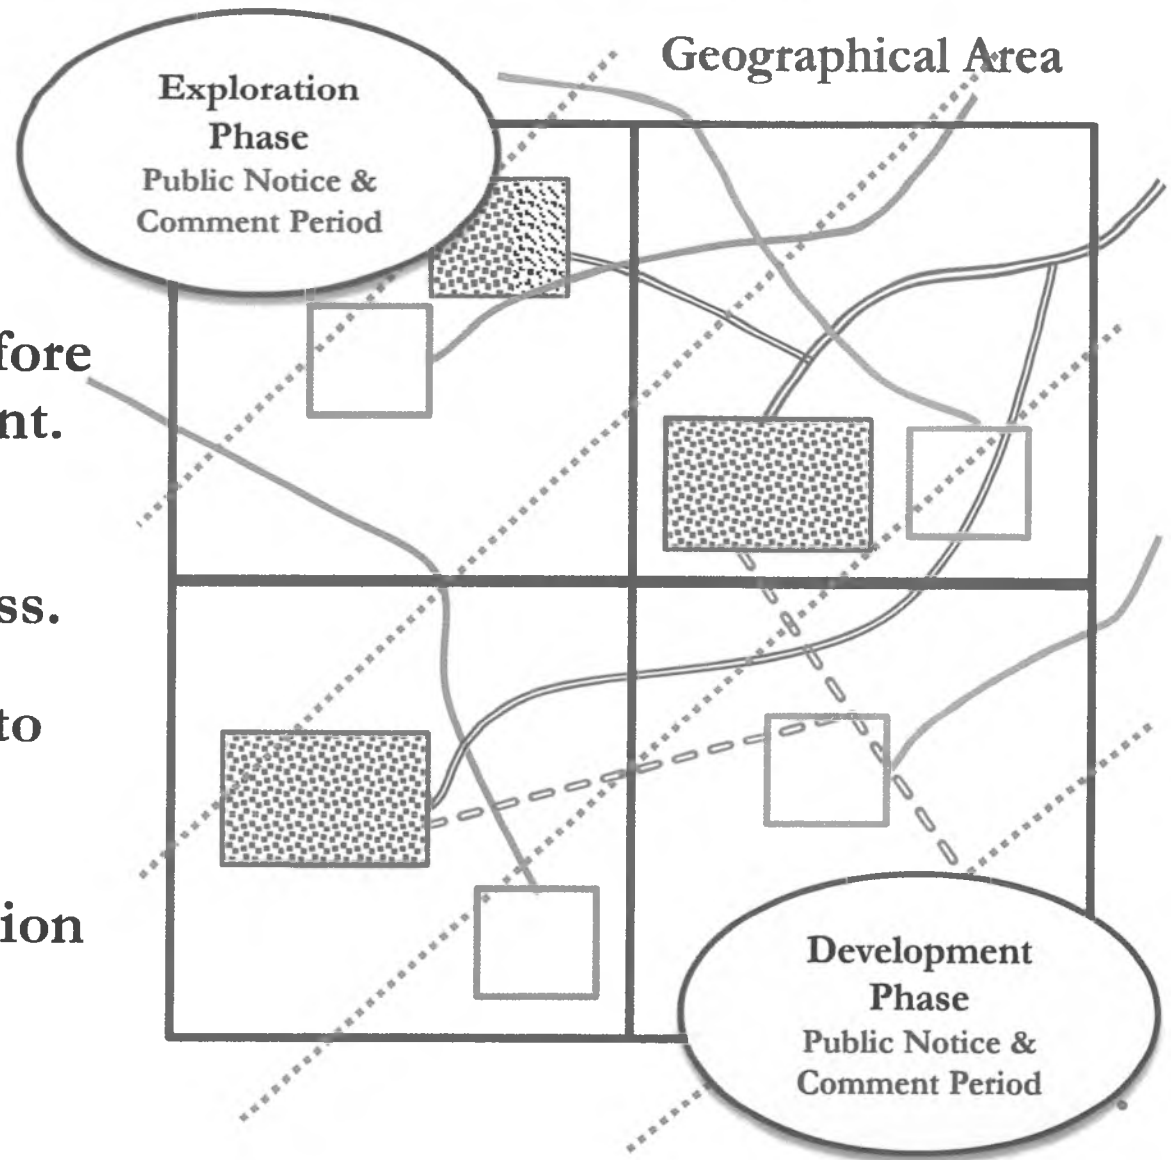 Geographical Area
Exploration
Phase
Public Notice &
Comment Period
fore
nt.
ss.
to
ion
Development
Phase
Public Notice &
Comment Period